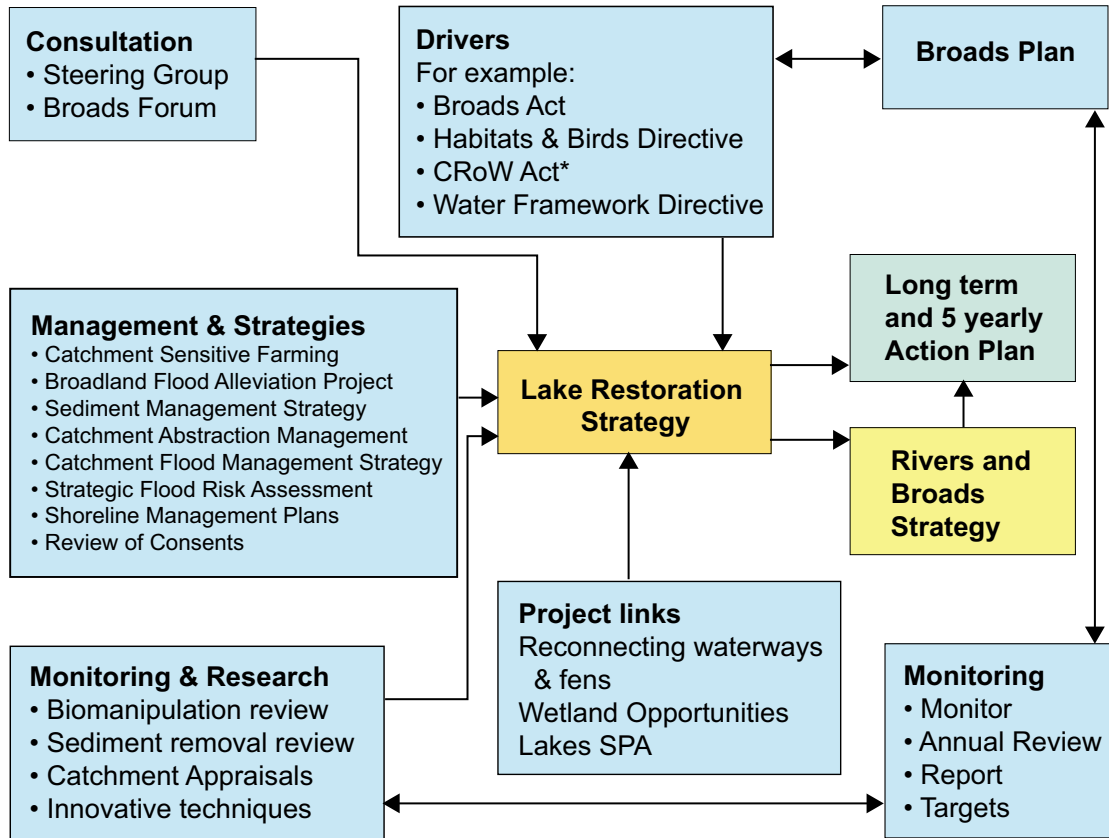 Consultation
• Steering Group
• Broads Forum
Drivers
For example:
• Broads Act
• Habitats & Birds Directive
• CRoW Act*
• Water Framework Directive
Broads Plan
Management & Strategies
• Catchment Sensitive Farming
• Broadland Flood Alleviation Project
• Sediment Management Strategy
• Catchment Abstraction Management
• Catchment Flood Management Strategy
• Strategic Flood Risk Assessment
• Shoreline Management Plans
• Review of Consents
Lake Restoration
Strategy
Long term
and 5 yearly
Action Plan
Rivers and
Broads
Strategy
Monitoring & Research
• Biomanipulation review
• Sediment removal review
• Catchment Appraisals
• Innovative techniques
Project links
Reconnecting waterways
& fens
Wetland Opportunities
Lakes SPA
Monitoring
• Monitor
• Annual Review
• Report
• Targets